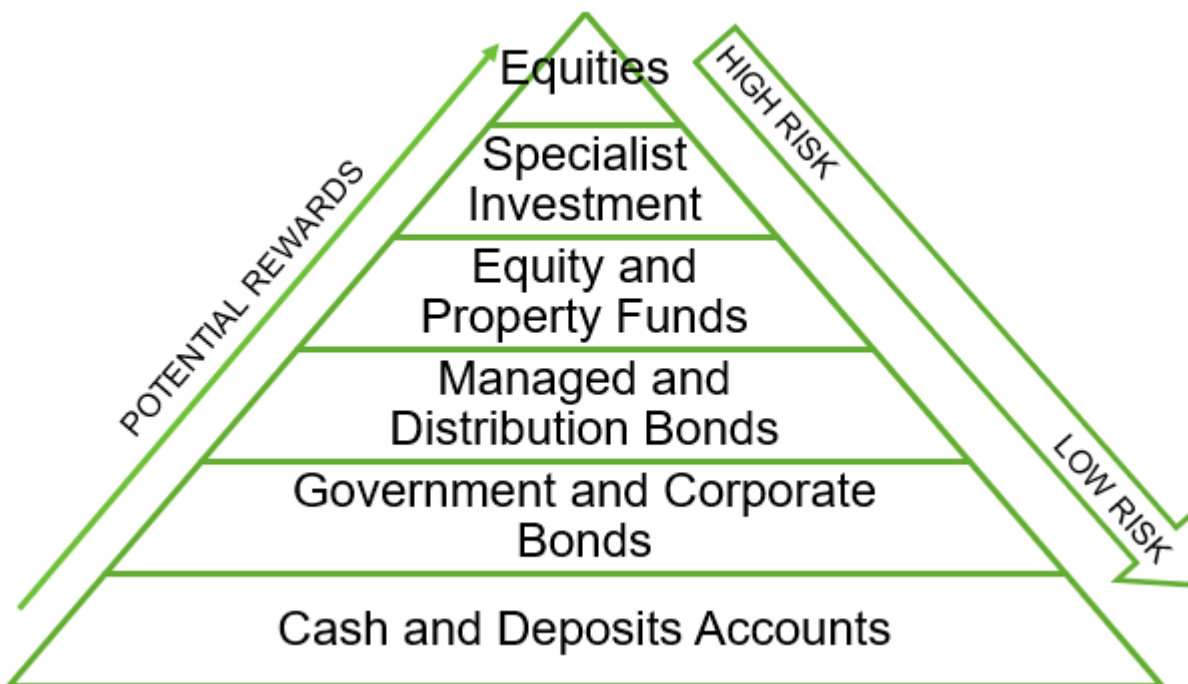 Equities
Specialist
Investment
Equity and
Property Funds
Managed and
Distribution Bonds
Government and Corporate
Bonds
Cash and Deposits Accounts
POTENTIAL REWARDS
HIGH RISK
LOW RISK